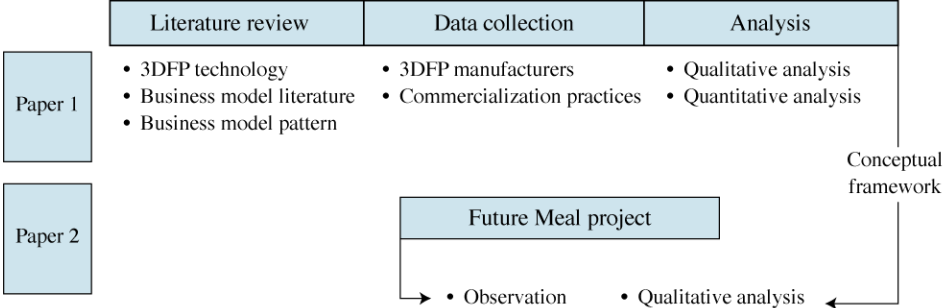 Literature review
Data collection
Analysis
Paper 1
• 3DFP technology
• Business model literature
• Business model pattern
• 3DFP manufacturers
• Commercialization practices
• Qualitative analysis
• Quantitative analysis
Conceptual
framework
Paper 2
Future Meal project
• Observation
• Qualitative analysis